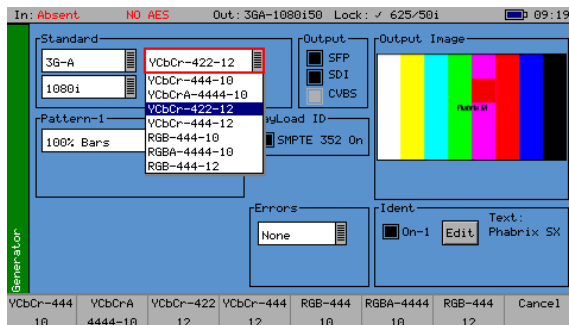 In: Absent NO AES Out: 3GA-1080i50 Lock: ✓ 625/50i 09:19
Standard
3G-A YCbCr-422-12
1080i
YCbCr-444-10
YCbCrA-4444-10
YCbCr-422-12
YCbCr-444-12
RGB-444-10
RGBA-4444-10
RGB-444-12
Output
SFP
SDI
CVBS
Output Image
Phabrix SX
Pattern-1
100% Bars
ayLoad ID
SMPTE 352 On
Errors
None
Ident
On-1 Edit
Text:
Phabrix SX
Generator
YCbCr-444 YCbCrA YCbCr-422 YCbCr-444 RGB-444 RGBA-4444 RGB-444 Cancel
10 4444-10 12 12 10 10 12